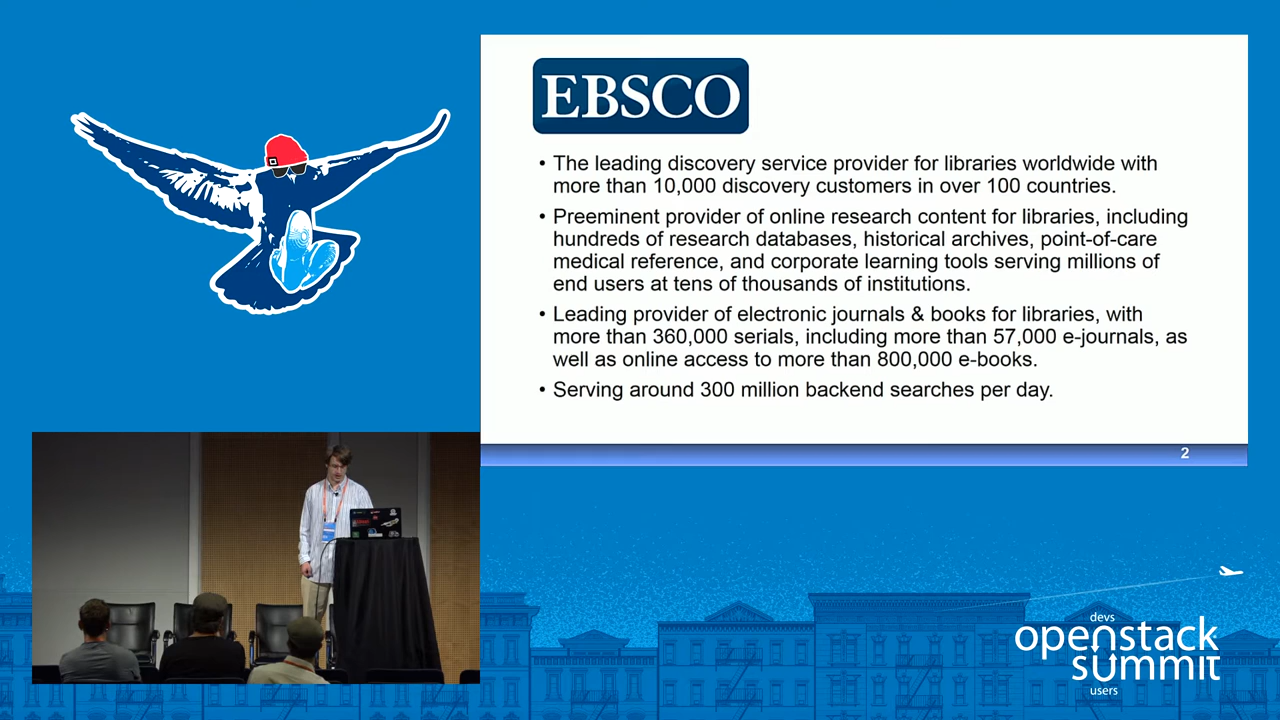 EBSCO
• The leading discovery service provider for libraries worldwide with
more than 10,000 discovery customers in over 100 countries.
• Preeminent provider of online research content for libraries, including
hundreds of research databases, historical archives, point-of-care
medical reference, and corporate learning tools serving millions of
end users at tens of thousands of institutions.
• Leading provider of electronic journals & books for libraries, with
more than 360,000 serials, including more than 57,000 e-journals, as
well as online access to more than 800,000 e-books.
• Serving around 300 million backend searches per day.
2
devs
openstack
summit
users